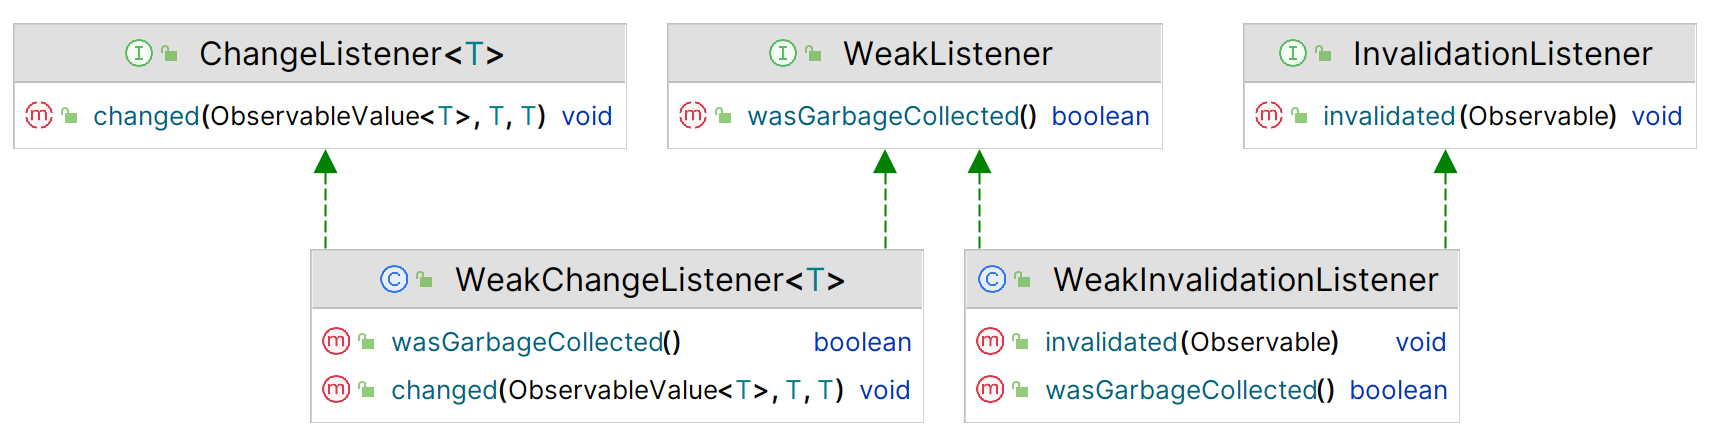 I ChangeListener<T>
m changed(ObservableValue<T>, T, T) void
I WeakListener
m wasGarbageCollected() boolean
I InvalidationListener
m invalidated(Observable) void
C WeakChangeListener<T>
m wasGarbageCollected() boolean
m changed(ObservableValue<T>, T, T) void
C WeakInvalidationListener
m invalidated(Observable) void
m wasGarbageCollected() boolean